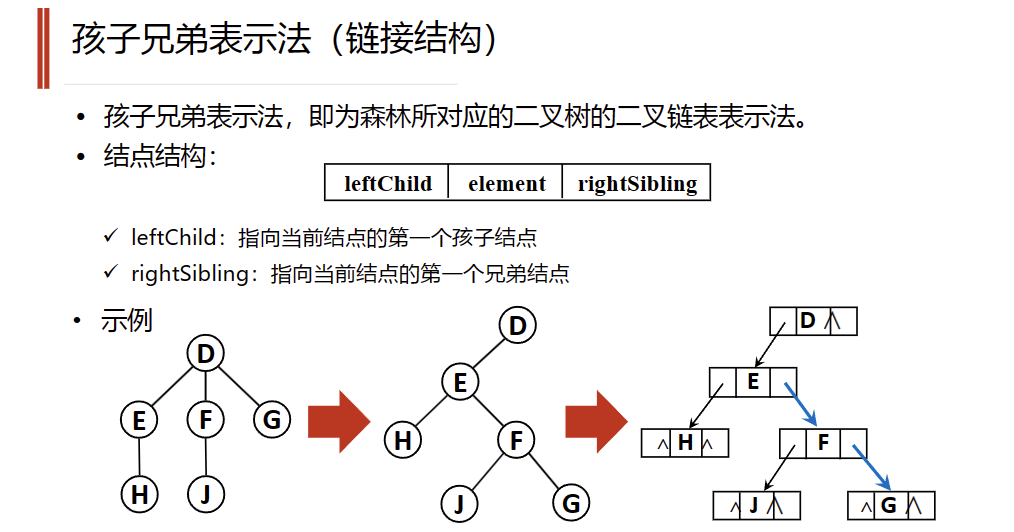 孩子兄弟表示法（链接结构）
• 孩子兄弟表示法，即为森林所对应的二叉树的二叉链表表示法。
• 结点结构：
leftChild element rightSibling
✓ leftChild：指向当前结点的第一个孩子结点
✓ rightSibling：指向当前结点的第一个兄弟结点
• 示例
D
E F G
H J
D
E
H F
J G
D ∧
E
∧ H ∧
F
∧ J ∧
∧ G ∧